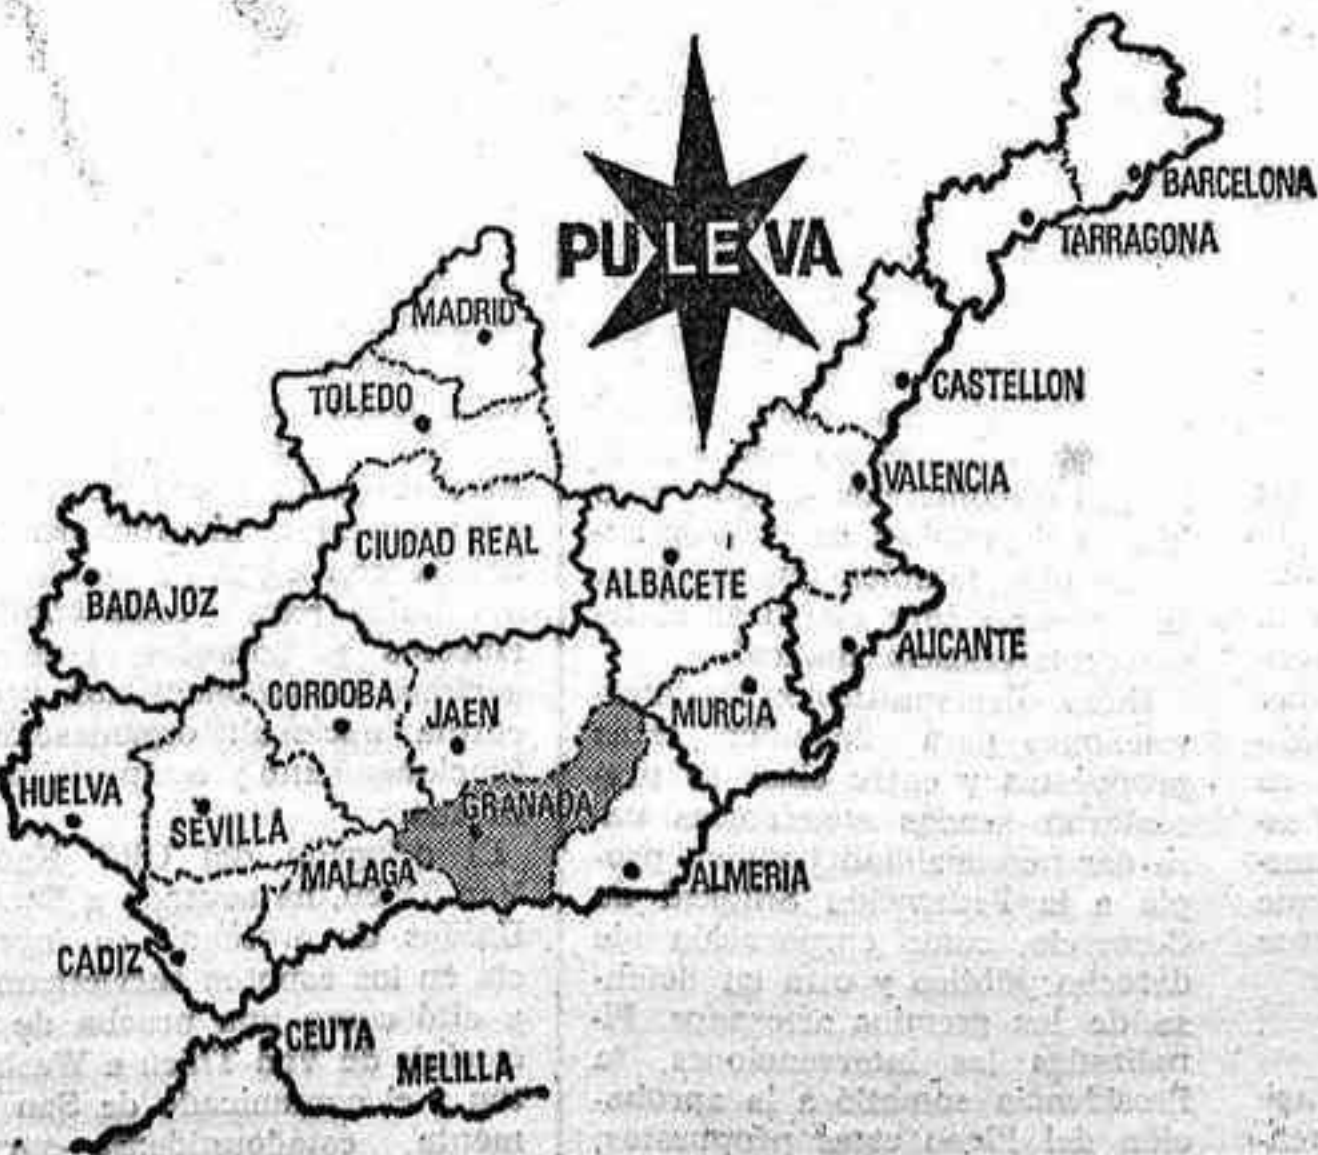 PULEVA
BARCELONA
TARRAGONA
MADRID
TOLEDO
CASTELLON
VALENCIA
CIUDAD REAL
ALBACETE
BADAJOZ
ALICANTE
CORDOBA
JAEN
MURCIA
HUELVA
SEVILLA
GRANADA
MALAGA
ALMERIA
CADIZ
CEUTA
MELILLA